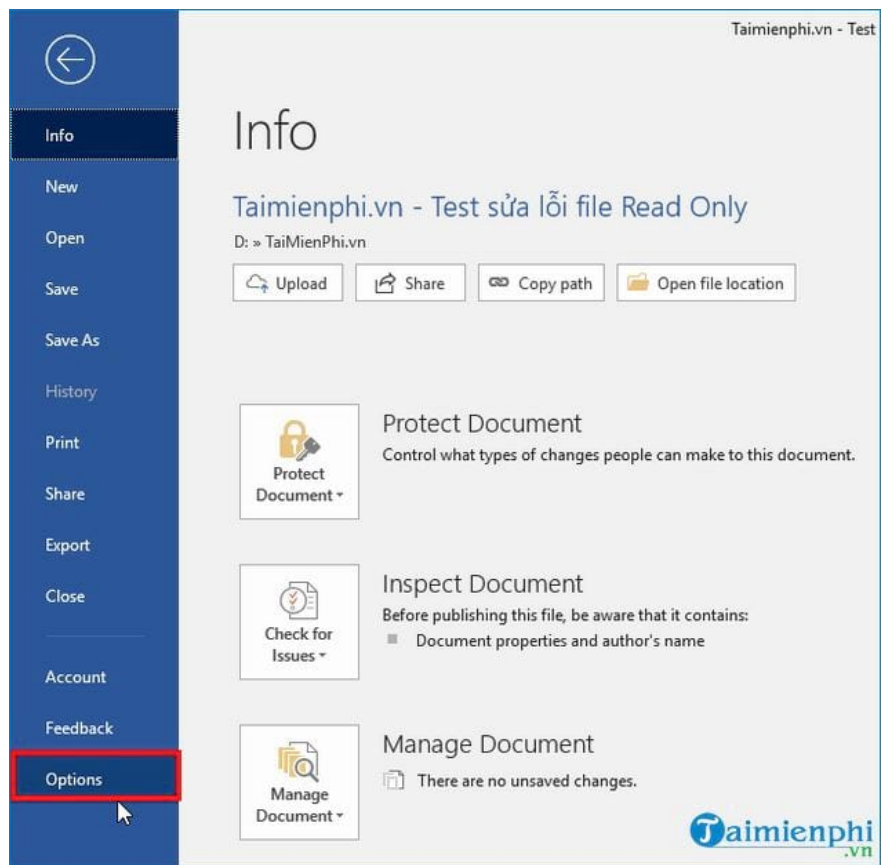 Taimienphi.vn - Test
Info
New
Open
Save
Save As
History
Print
Share
Export
Close
Account
Feedback
Options
Info
Taimienphi.vn - Test sửa lỗi file Read Only
D: » TaiMienPhi.vn
Upload
Share
Copy path
Open file location
Protect
Document
Protect Document
Control what types of changes people can make to this document.
Check for
Issues
Inspect Document
Before publishing this file, be aware that it contains:
Document properties and author's name
Manage
Document
Manage Document
There are no unsaved changes.
Taimienphi
.vn